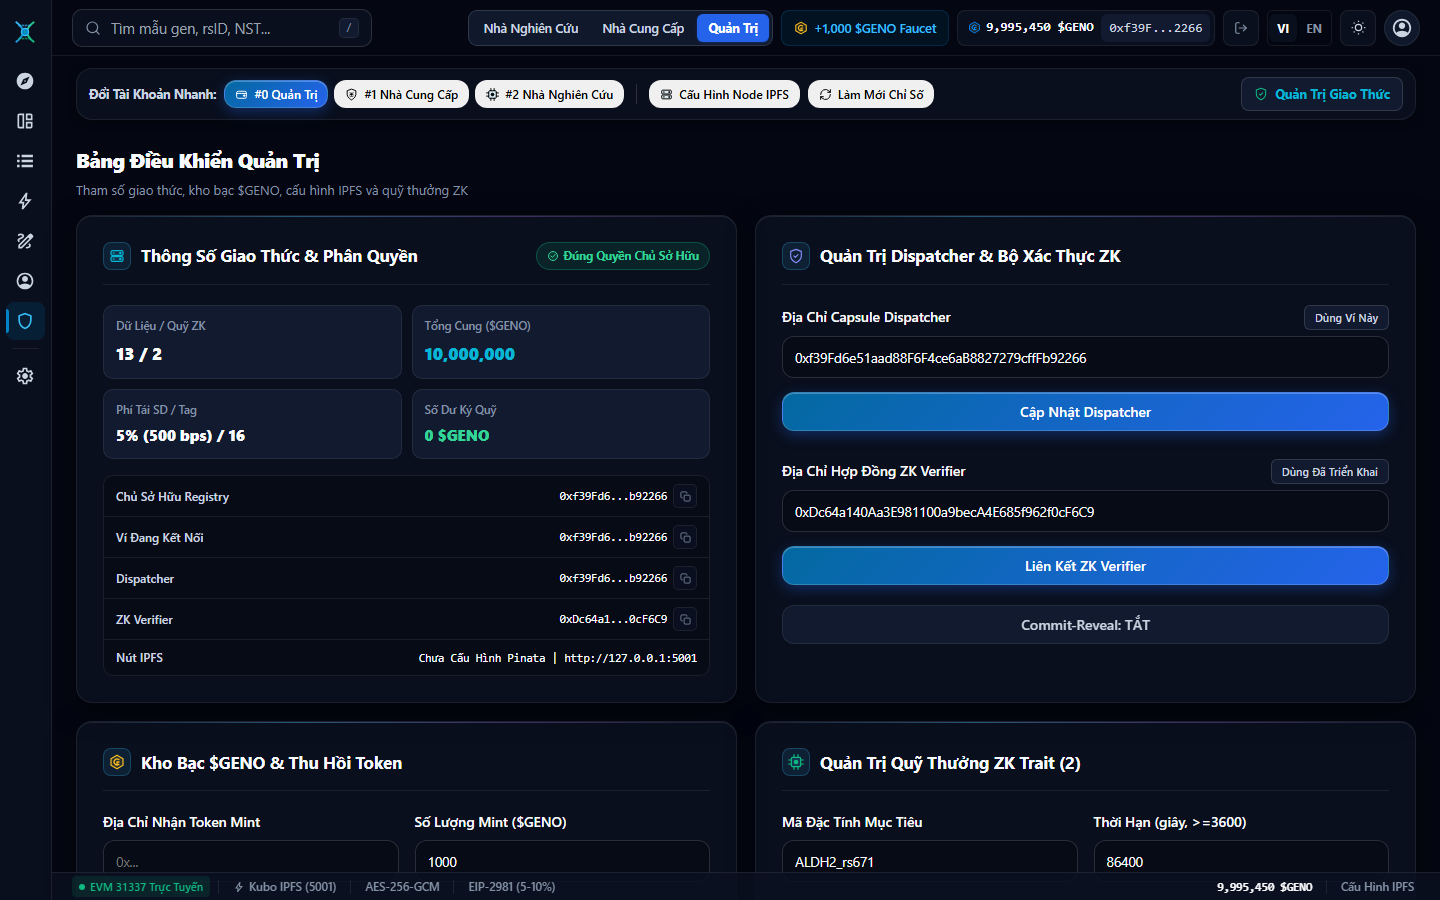 Tìm mẫu gen, rsID, NST...
/
Nhà Nghiên Cứu
Nhà Cung Cấp
Quản Trị
+1,000 $GENO Faucet
9,995,450 $GENO
0xf39F...2266
VI
EN
Đổi Tài Khoản Nhanh:
#0 Quản Trị
#1 Nhà Cung Cấp
#2 Nhà Nghiên Cứu
Cấu Hình Node IPFS
Làm Mới Chỉ Số
Quản Trị Giao Thức
Bảng Điều Khiển Quản Trị
Tham số giao thức, kho bạc $GENO, cấu hình IPFS và quỹ thưởng ZK
Thông Số Giao Thức & Phân Quyền
Đúng Quyền Chủ Sở Hữu
Dữ Liệu / Quỹ ZK
13 / 2
Tổng Cung ($GENO)
10,000,000
Phí Tái SD / Tag
5% (500 bps) / 16
Số Dư Ký Quỹ
0 $GENO
Chủ Sở Hữu Registry
0xf39Fd6...b92266
Ví Đang Kết Nối
0xf39Fd6...b92266
Dispatcher
0xf39Fd6...b92266
ZK Verifier
0xDc64a1...0cF6C9
Nút IPFS
Chưa Cấu Hình Pinata | http://127.0.0.1:5001
Quản Trị Dispatcher & Bộ Xác Thực ZK
Địa Chỉ Capsule Dispatcher
Dùng Ví Này
0xf39Fd6e51aad88F6F4ce6aB8827279cffFb92266
Cập Nhật Dispatcher
Địa Chỉ Hợp Đồng ZK Verifier
Dùng Đã Triển Khai
0xDc64a140Aa3E981100a9becA4E685f962f0cF6C9
Liên Kết ZK Verifier
Commit-Reveal: TẮT
Kho Bạc $GENO & Thu Hồi Token
Địa Chỉ Nhận Token Mint
0x...
Số Lượng Mint ($GENO)
1000
Quản Trị Quỹ Thưởng ZK Trait (2)
Mã Đặc Tính Mục Tiêu
ALDH2_rs671
Thời Hạn (giây, >=3600)
86400
EVM 31337 Trực Tuyến
Kubo IPFS (5001)
AES-256-GCM
EIP-2981 (5-10%)
9,995,450 $GENO
Cấu Hình IPFS